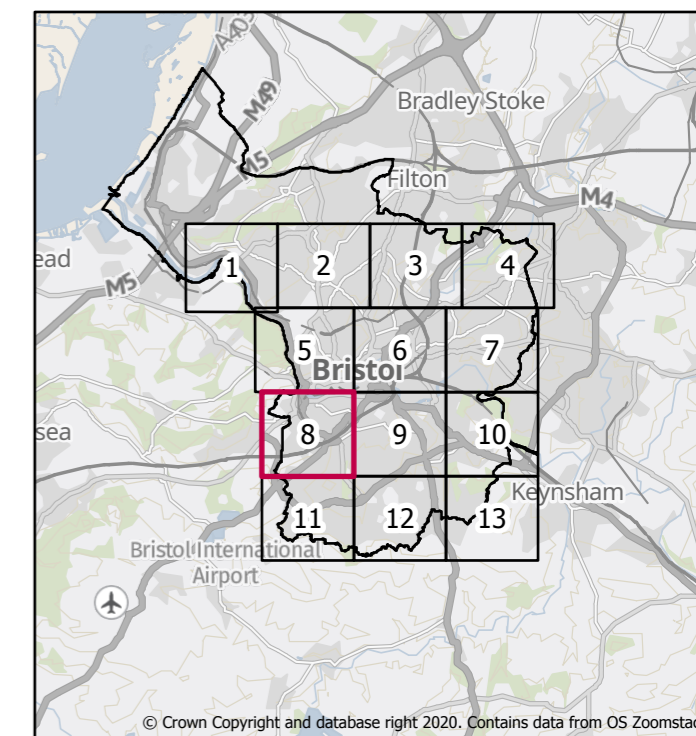 A403
M49
Bradley Stoke
M5
Filton
M4
ead
M5
1
2
3
4
5
6
7
Bristol
sea
8
9
10
Keynsham
11
12
13
Bristol International
Airport
© Crown Copyright and database right 2020. Contains data from OS Zoomstac